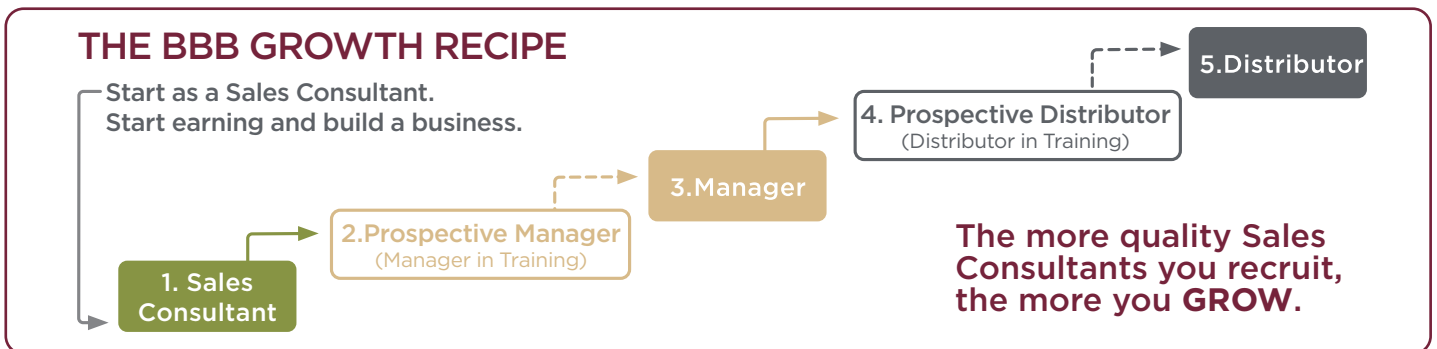 THE BBB GROWTH RECIPE
Start as a Sales Consultant.
Start earning and build a business.
1. Sales
Consultant
2.Prospective Manager
(Manager in Training)
3.Manager
4. Prospective Distributor
(Distributor in Training)
5.Distributor
The more quality Sales
Consultants you recruit,
the more you GROW.